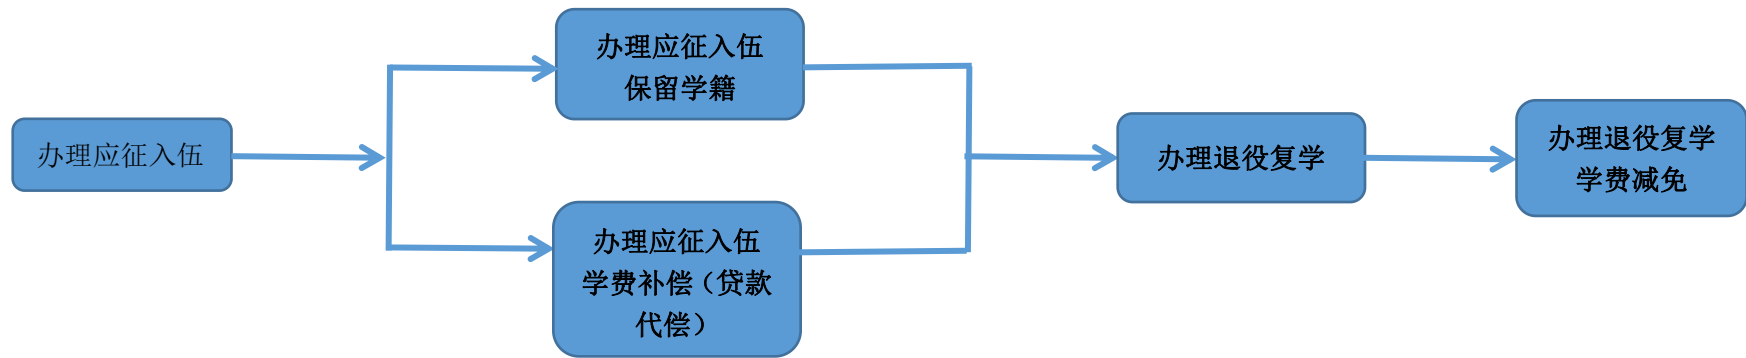 办理应征入伍
办理应征入伍
保留学籍
办理应征入伍
学费补偿（贷款
代偿）
办理退役复学
办理退役复学
学费减免